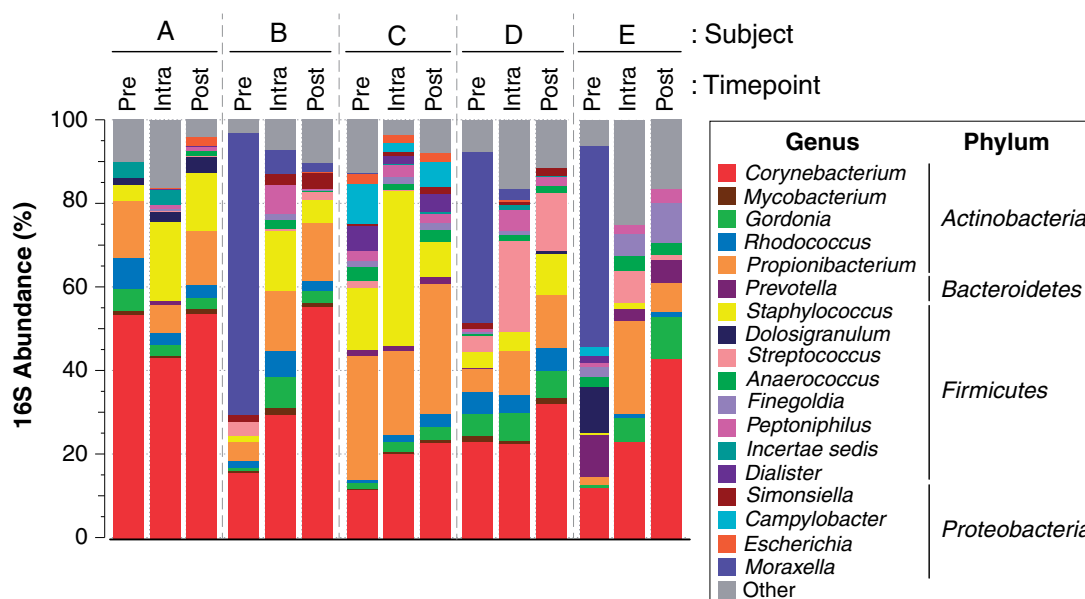 A B C D E : Subject
Pre Intra Post Pre Intra Post Pre Intra Post Pre Intra Post Pre Intra Post : Timepoint
16S Abundance (%)
100
80
60
40
20
0
Genus Phylum
Corynebacterium
Mycobacterium
Gordonia
Rhodococcus
Propionibacterium
Actinobacteria
Prevotella
Bacteroidetes
Staphylococcus
Dolosigranulum
Streptococcus
Anaerococcus
Finegoldia
Peptoniphilus
Incertae sedis
Dialister
Firmicutes
Simonsiella
Campylobacter
Escherichia
Moraxella
Proteobacteria
Other